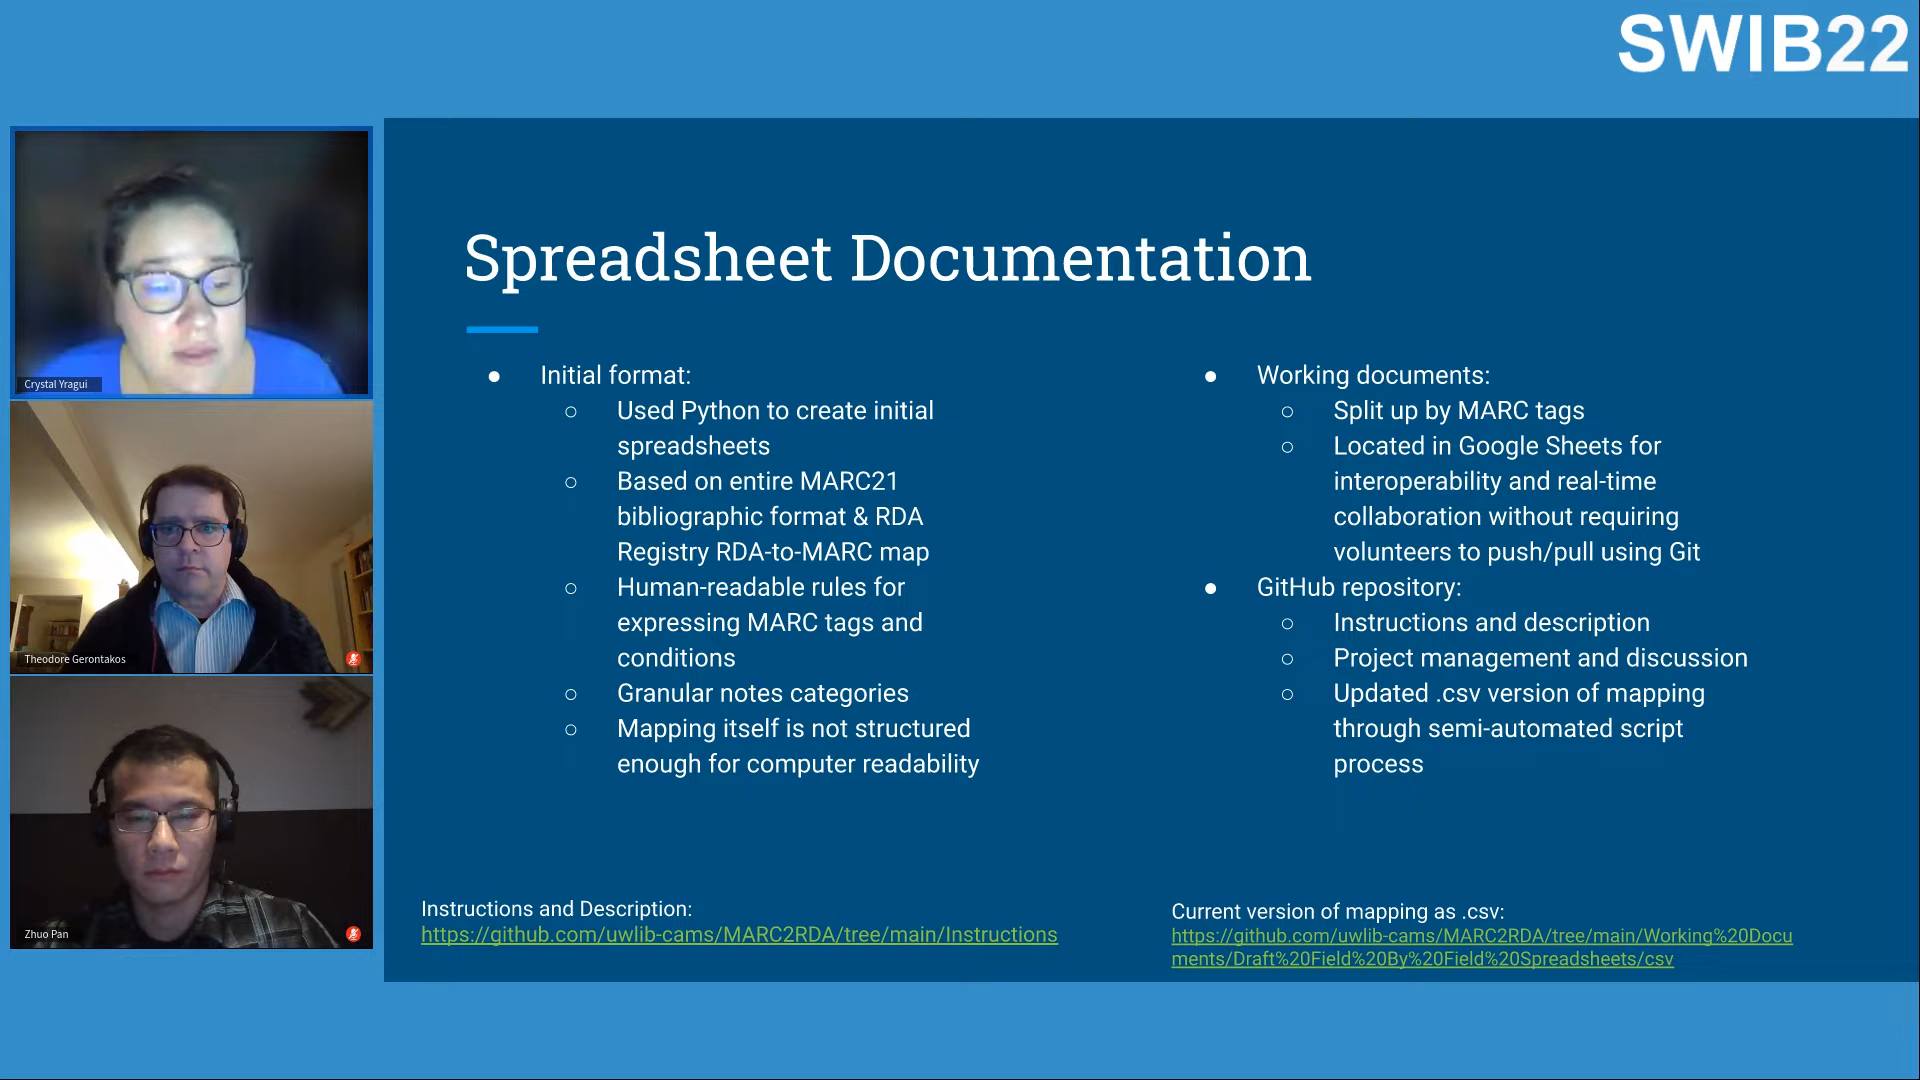 SWIB22
Crystal Yragui
Theodore Gerontakos
Zhuo Pan
Spreadsheet Documentation
● Initial format:
○ Used Python to create initial
spreadsheets
○ Based on entire MARC21
bibliographic format & RDA
Registry RDA-to-MARC map
○ Human-readable rules for
expressing MARC tags and
conditions
○ Granular notes categories
○ Mapping itself is not structured
enough for computer readability
● Working documents:
○ Split up by MARC tags
○ Located in Google Sheets for
interoperability and real-time
collaboration without requiring
volunteers to push/pull using Git
● GitHub repository:
○ Instructions and description
○ Project management and discussion
○ Updated .csv version of mapping
through semi-automated script
process
Instructions and Description:
https://github.com/uwlib-cams/MARC2RDA/tree/main/Instructions
Current version of mapping as .csv:
https://github.com/uwlib-cams/MARC2RDA/tree/main/Working%20Docu
ments/Draft%20Field%20By%20Field%20Spreadsheets/csv